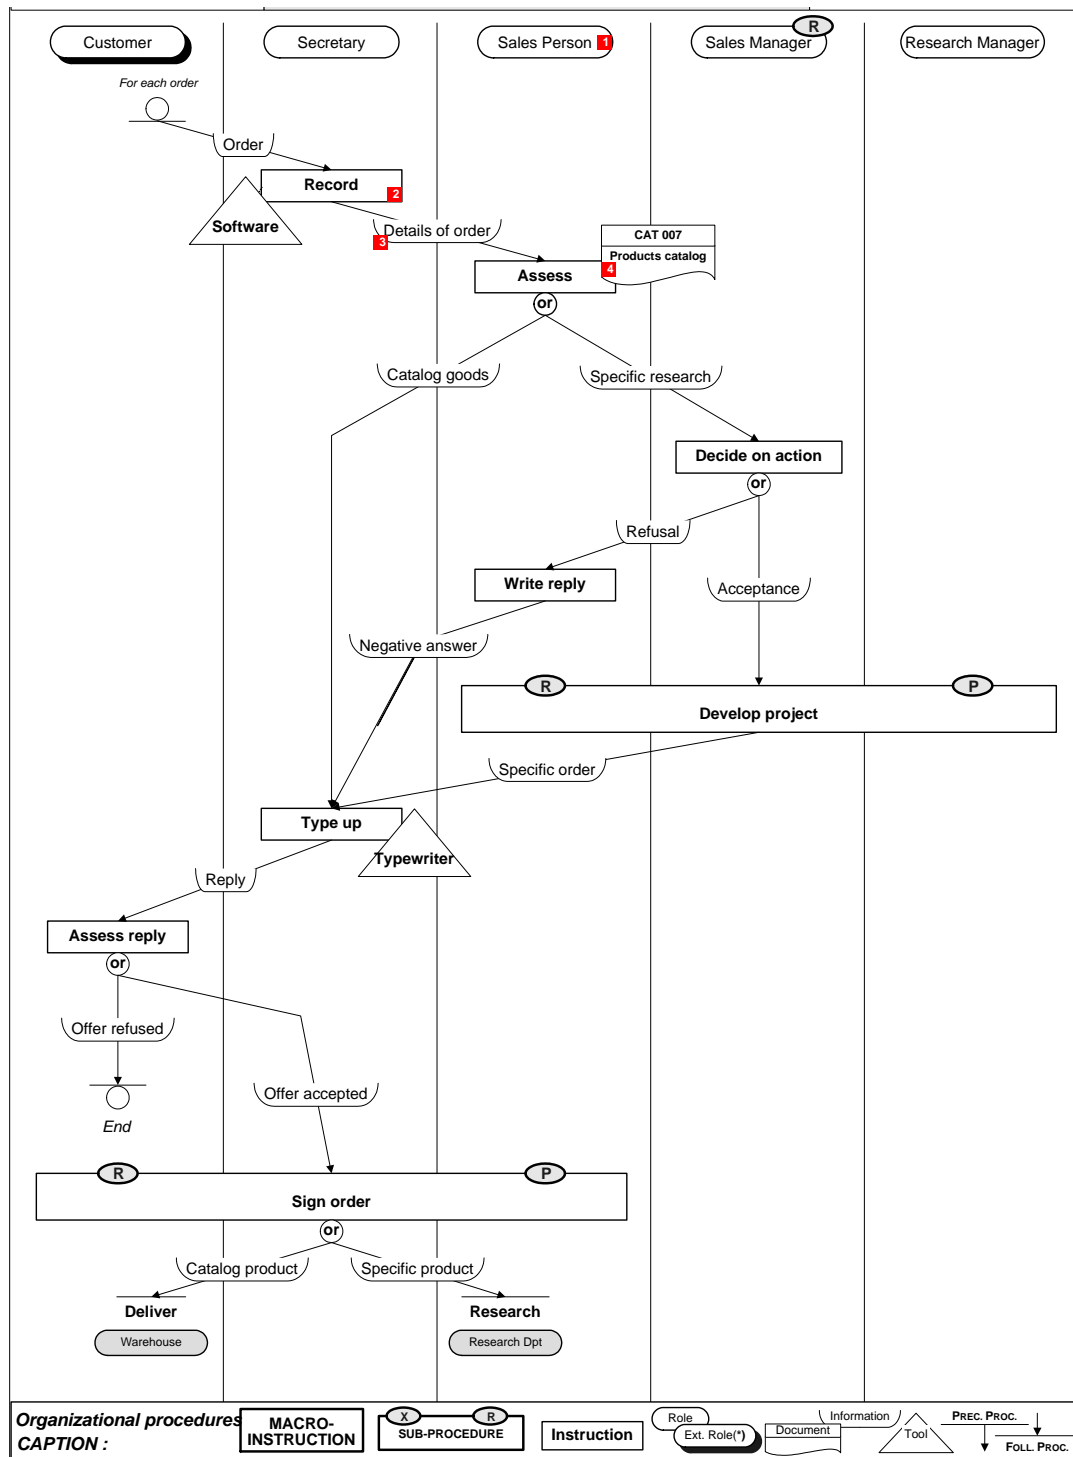 Customer
Secretary
Sales Person 1
Sales Manager
R
Research Manager
For each order
Order
Record
2
Software
Details of order
3
CAT 007
Products catalog
4
Assess
or
Catalog goods
Specific research
Decide on action
or
Refusal
Write reply
Acceptance
Negative answer
R
P
Develop project
Specific order
Type up
Typewriter
Reply
Assess reply
or
Offer refused
Offer accepted
End
R
P
Sign order
or
Catalog product
Specific product
Deliver
Research
Warehouse
Research Dpt
Organizational procedures
CAPTION :
MACRO-
INSTRUCTION
X
R
SUB-PROCEDURE
Instruction
Role
Ext. Role(*)
Information
Document
Tool
PREC. PROC.
FOLL. PROC.